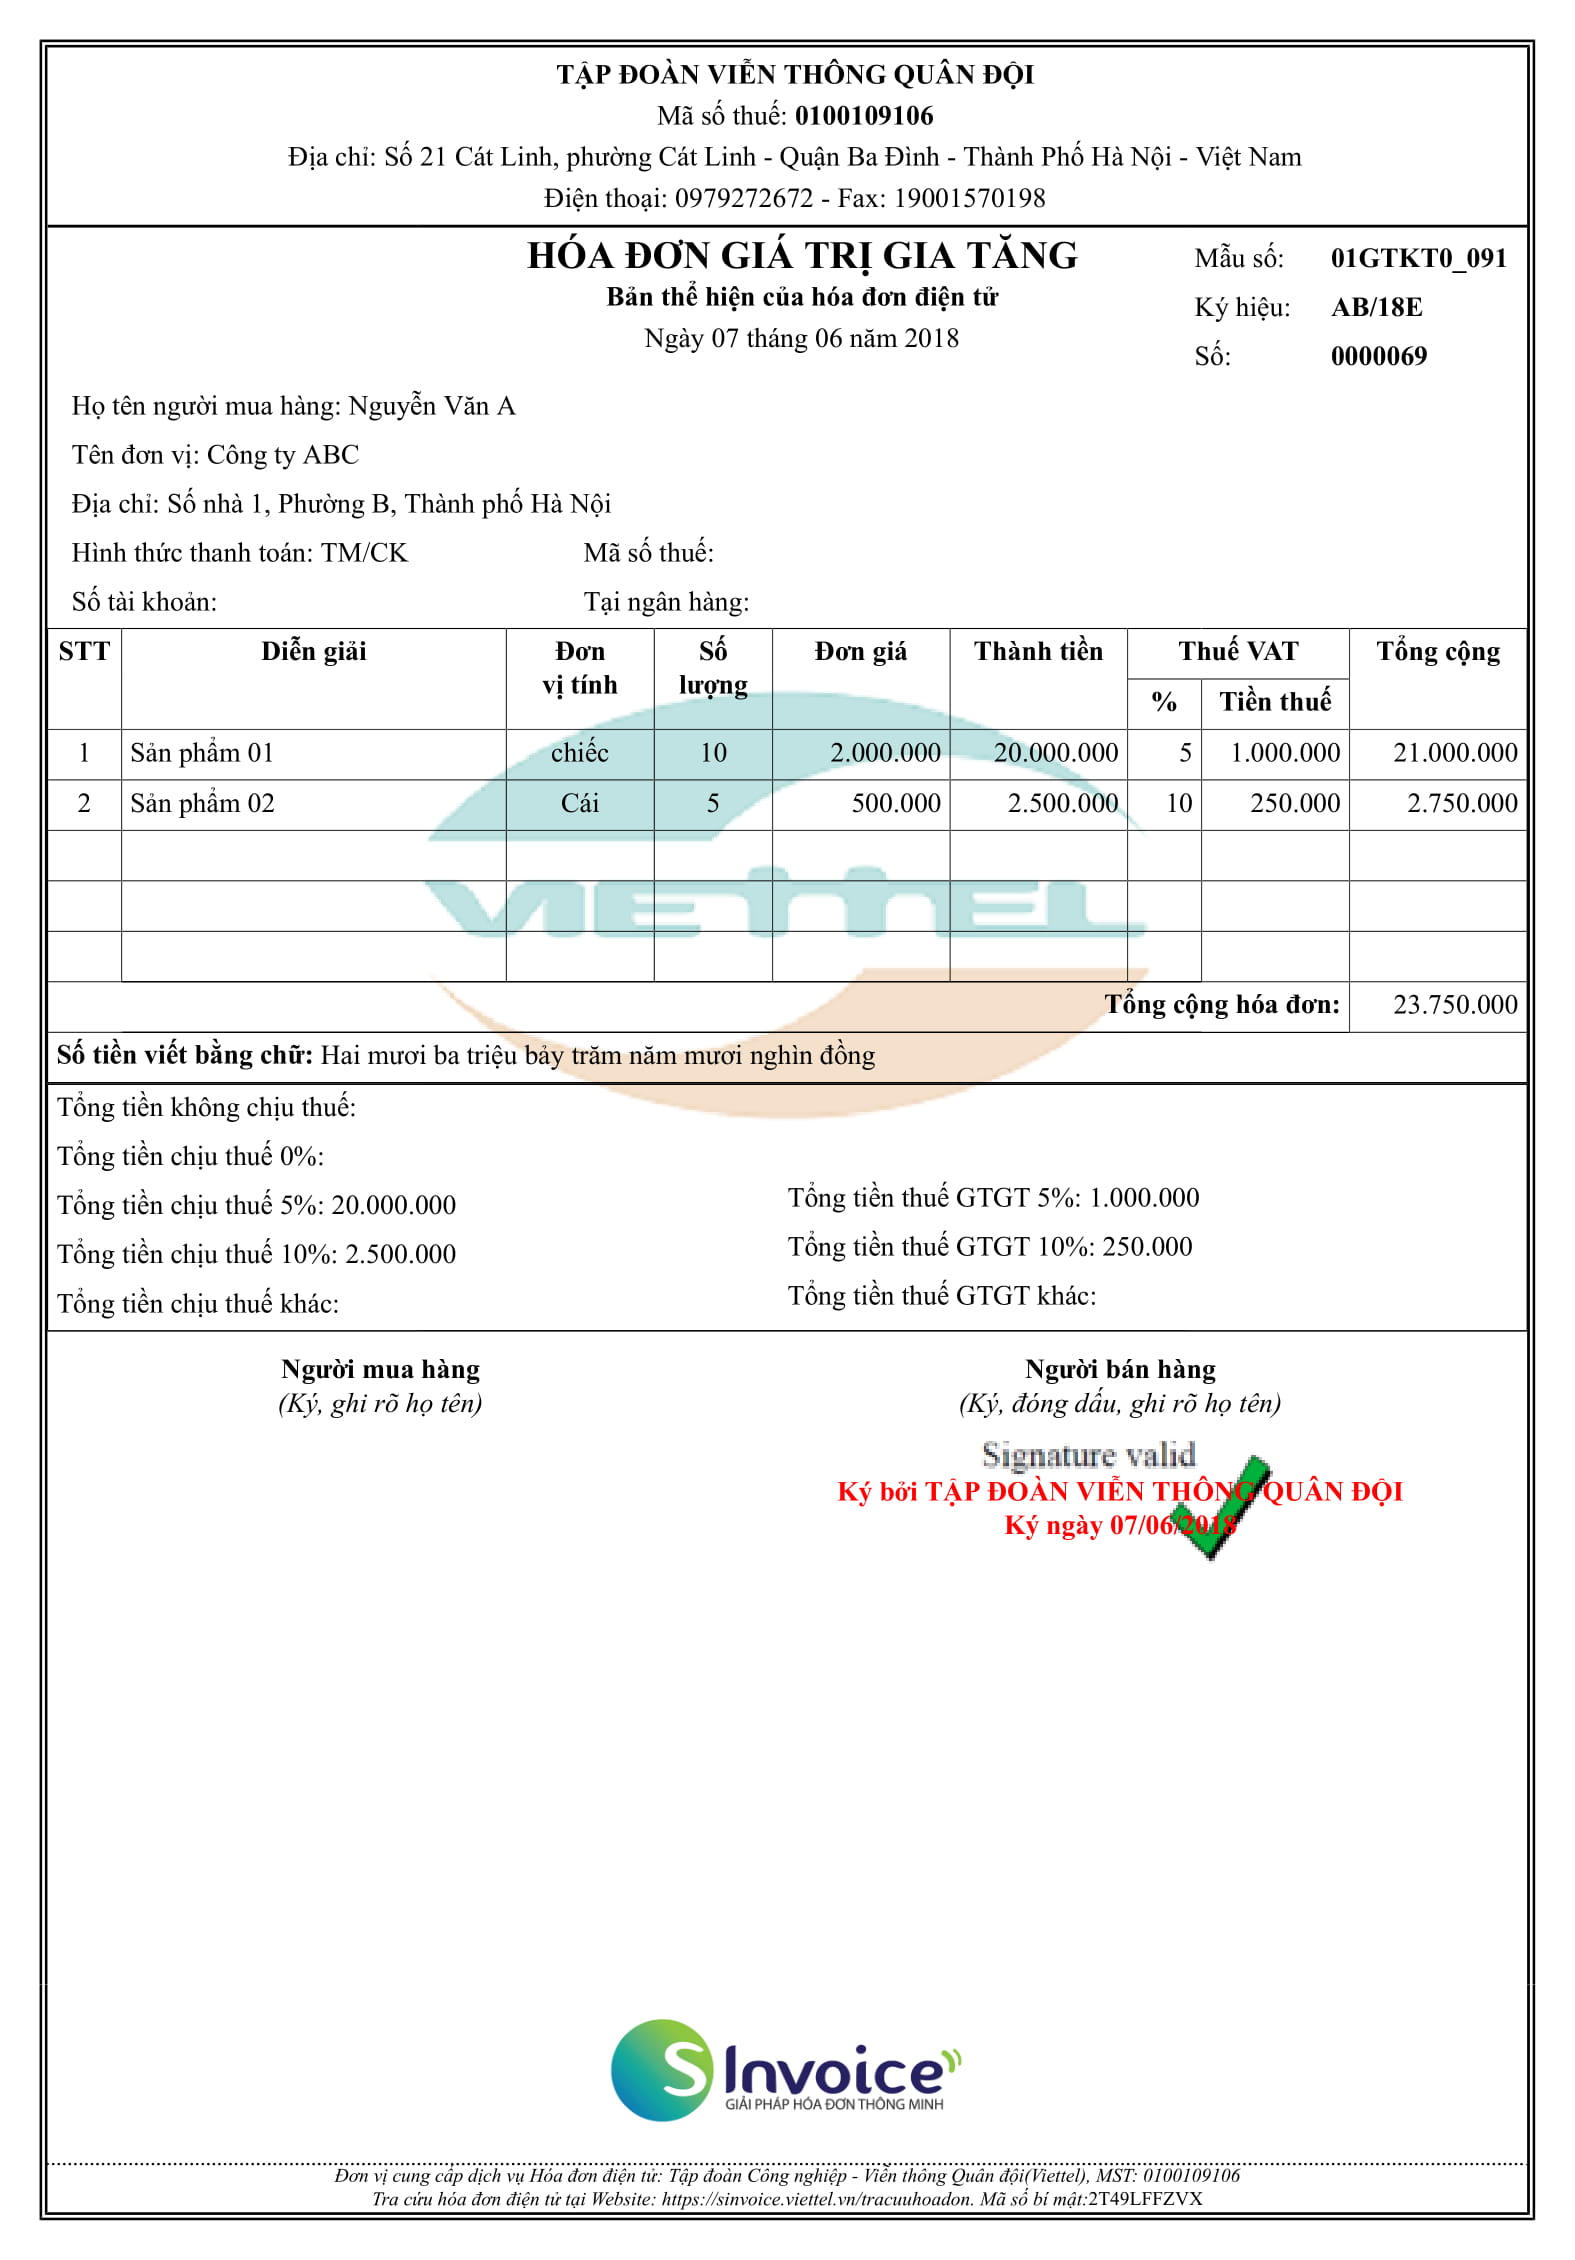 TẬP ĐOÀN VIỄN THÔNG QUÂN ĐỘI
Mã số thuế: 0100109106
Địa chỉ: Số 21 Cát Linh, phường Cát Linh - Quận Ba Đình - Thành Phố Hà Nội - Việt Nam
Điện thoại: 0979272672 - Fax: 19001570198
HÓA ĐƠN GIÁ TRỊ GIA TĂNG
Bản thể hiện của hóa đơn điện tử
Ngày 07 tháng 06 năm 2018
Mẫu số: 01GTKT0_091
Ký hiệu: AB/18E
Số: 0000069
Họ tên người mua hàng: Nguyễn Văn A
Tên đơn vị: Công ty ABC
Địa chỉ: Số nhà 1, Phường B, Thành phố Hà Nội
Hình thức thanh toán: TM/CK Mã số thuế:
Số tài khoản: Tại ngân hàng:
STT Diễn giải Đơn vị tính Số lượng Đơn giá Thành tiền Thuế VAT Tổng cộng
% Tiền thuế
1 Sản phẩm 01 chiếc 10 2.000.000 20.000.000 5 1.000.000 21.000.000
2 Sản phẩm 02 Cái 5 500.000 2.500.000 10 250.000 2.750.000
VIETTEL
Tổng cộng hóa đơn: 23.750.000
Số tiền viết bằng chữ: Hai mươi ba triệu bảy trăm năm mươi nghìn đồng
Tổng tiền không chịu thuế:
Tổng tiền chịu thuế 0%:
Tổng tiền chịu thuế 5%: 20.000.000 Tổng tiền thuế GTGT 5%: 1.000.000
Tổng tiền chịu thuế 10%: 2.500.000 Tổng tiền thuế GTGT 10%: 250.000
Tổng tiền chịu thuế khác: Tổng tiền thuế GTGT khác:
Người mua hàng
(Ký, ghi rõ họ tên)
Người bán hàng
(Ký, đóng dấu, ghi rõ họ tên)
Signature valid
Ký bởi TẬP ĐOÀN VIỄN THÔNG QUÂN ĐỘI
Ký ngày 07/06/2018
S Invoice
GIẢI PHÁP HÓA ĐƠN THÔNG MINH
Đơn vị cung cấp dịch vụ Hóa đơn điện tử: Tập đoàn Công nghiệp - Viễn thông Quân đội(Viettel), MST: 0100109106
Tra cứu hóa đơn điện tử tại Website: https://sinvoice.viettel.vn/tracuuhoadon. Mã số bí mật:2T49LFFZVX